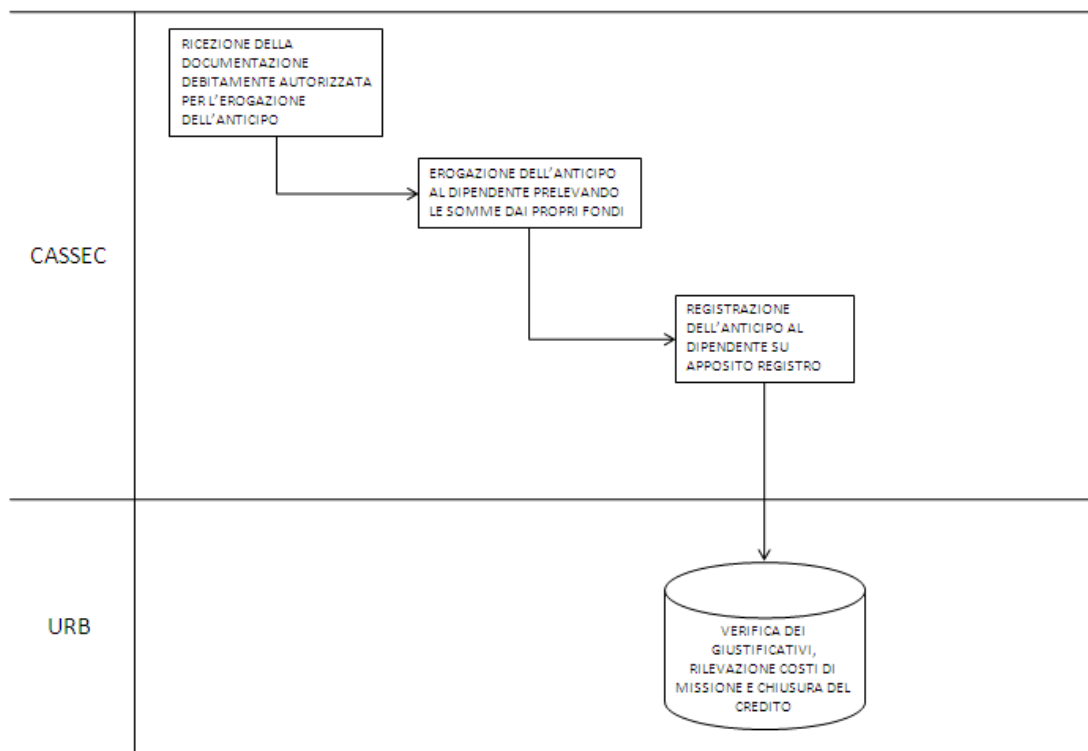 RICEZIONE DELLA
DOCUMENTAZIONE
DEBITAMENTE AUTORIZZATA
PER L'EROGAZIONE
DELL'ANTICIPO
EROGAZIONE DELL'ANTICIPO
AL DIPENDENTE PRELEVANDO
LE SOMME DAI PROPRI FONDI
CASSEC
REGISTRAZIONE
DELL'ANTICIPO AL
DIPENDENTE SU
APPOSITO REGISTRO
URB
VERIFICA DEI
GIUSTIFICATIVI,
RILEVAZIONE COSTI DI
MISSIONE E CHIUSURA DEL
CREDITO